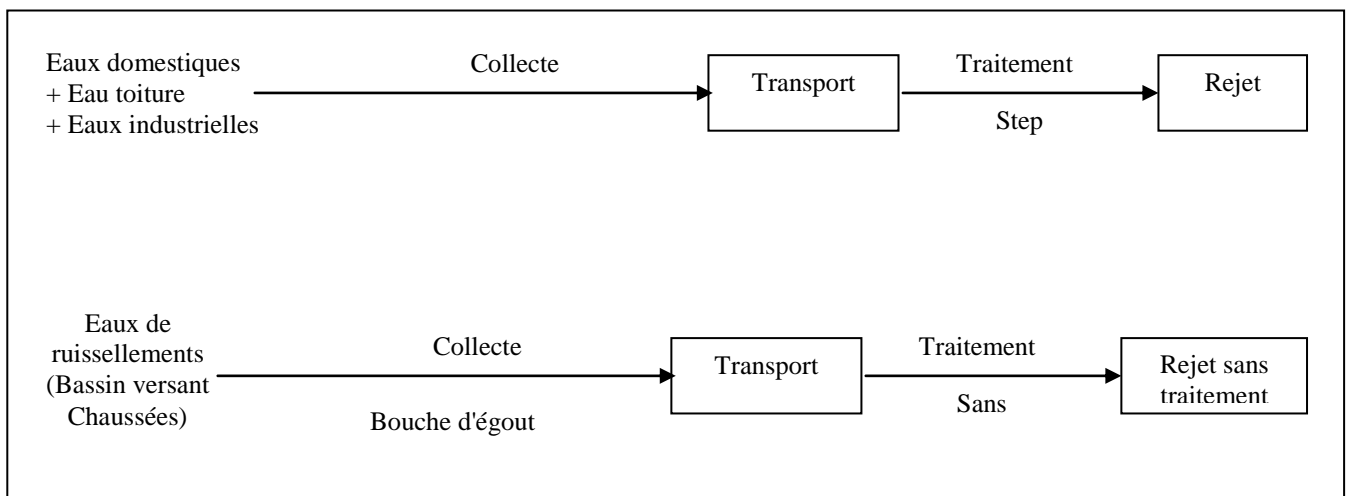 Eaux domestiques
+ Eau toiture
+ Eaux industrielles
Collecte
Transport
Traitement
Step
Rejet
Eaux de
ruissellements
(Bassin versant
Chaussées)
Collecte
Bouche d'égout
Transport
Traitement
Sans
Rejet sans
traitement